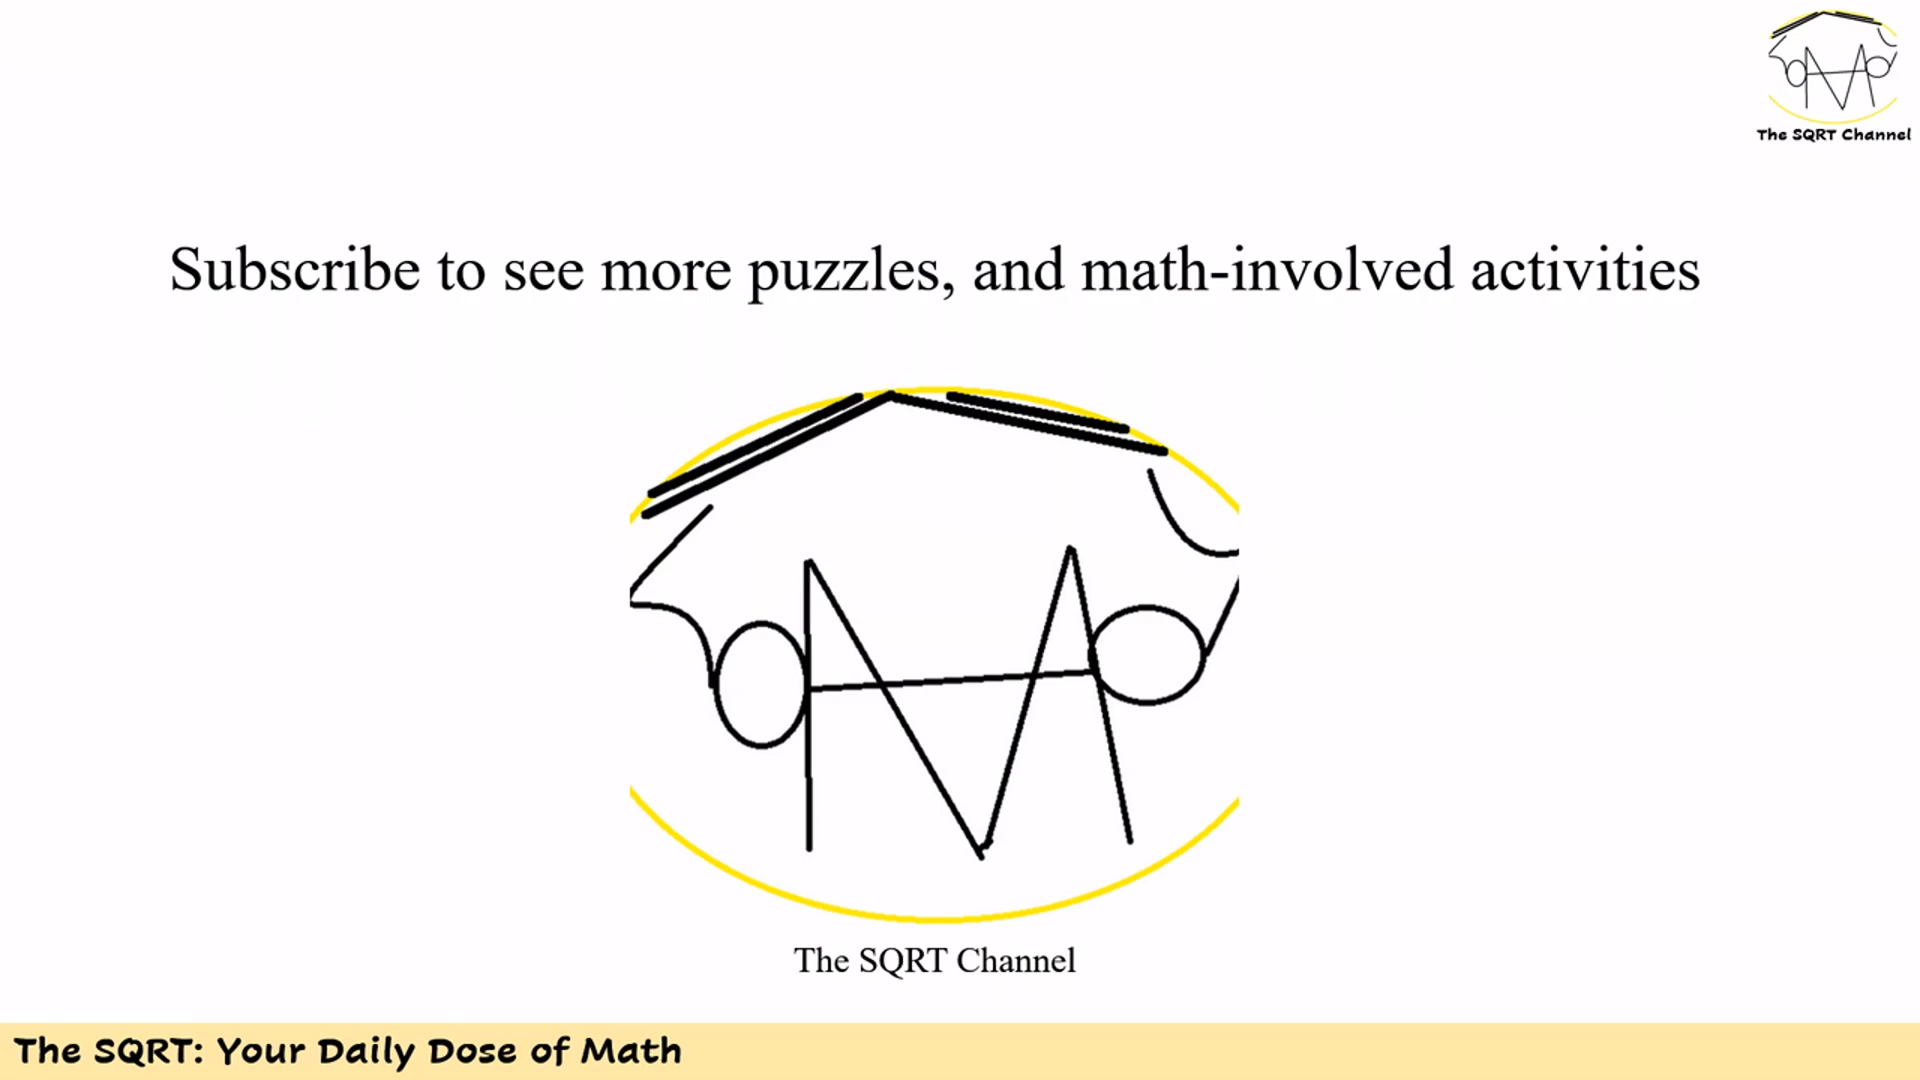 The SQRT Channel
Subscribe to see more puzzles, and math-involved activities
The SQRT Channel
The SQRT: Your Daily Dose of Math